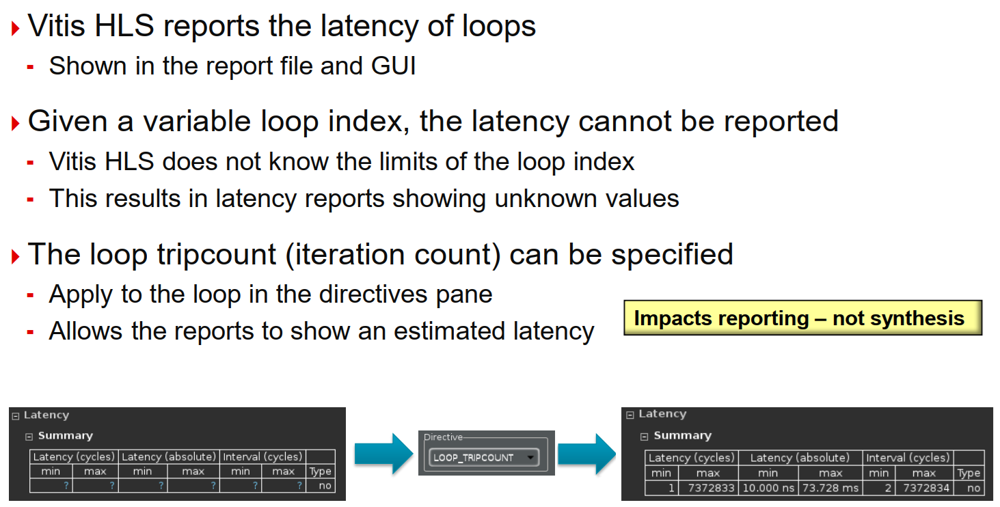 Vitis HLS reports the latency of loops
- Shown in the report file and GUI
Given a variable loop index, the latency cannot be reported
- Vitis HLS does not know the limits of the loop index
- This results in latency reports showing unknown values
The loop tripcount (iteration count) can be specified
- Apply to the loop in the directives pane
- Allows the reports to show an estimated latency
Impacts reporting – not synthesis
Latency
Summary
Latency (cycles) Latency (absolute) Interval (cycles)
min max min max min max Type
? ? ? ? ? ? no
Directive
LOOP_TRIPCOUNT
Latency
Summary
Latency (cycles) Latency (absolute) Interval (cycles)
min max min max min max Type
1 7372833 10.000 ns 73.728 ms 2 7372834 no